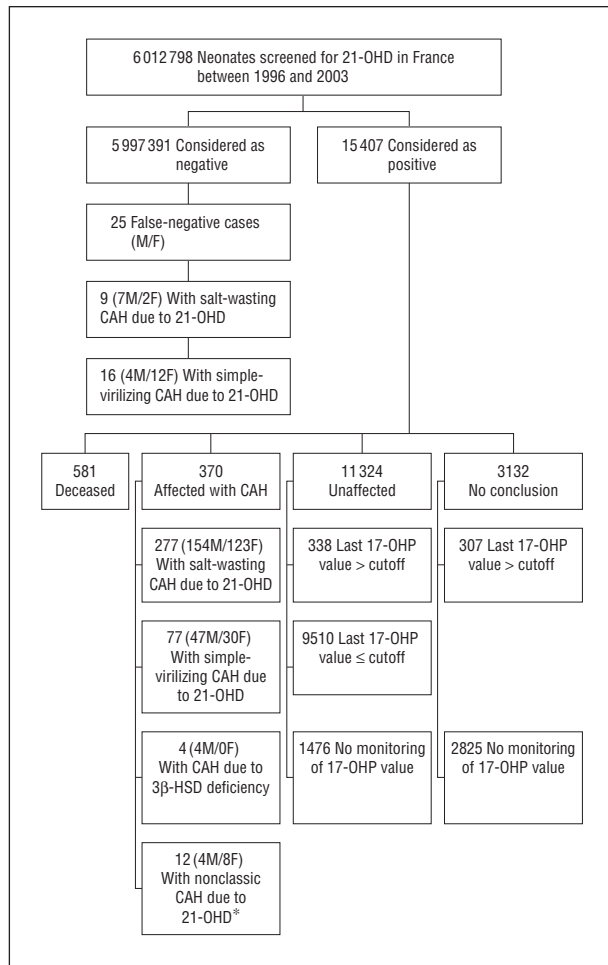 6 012 798 Neonates screened for 21-OHD in France
between 1996 and 2003
5 997 391 Considered as
negative
15 407 Considered as
positive
25 False-negative cases
(M/F)
9 (7M/2F) With salt-wasting
CAH due to 21-OHD
16 (4M/12F) With simple-
virilizing CAH due to 21-OHD
581
Deceased
370
Affected with CAH
11 324
Unaffected
3132
No conclusion
277 (154M/123F)
With salt-wasting
CAH due to 21-OHD
338 Last 17-OHP
value > cutoff
307 Last 17-OHP
value > cutoff
77 (47M/30F)
With simple-
virilizing CAH due
to 21-OHD
9510 Last 17-OHP
value ≤ cutoff
4 (4M/0F)
With CAH due to
3β-HSD deficiency
1476 No monitoring
of 17-OHP value
2825 No monitoring
of 17-OHP value
12 (4M/8F)
With nonclassic
CAH due to
21-OHD*